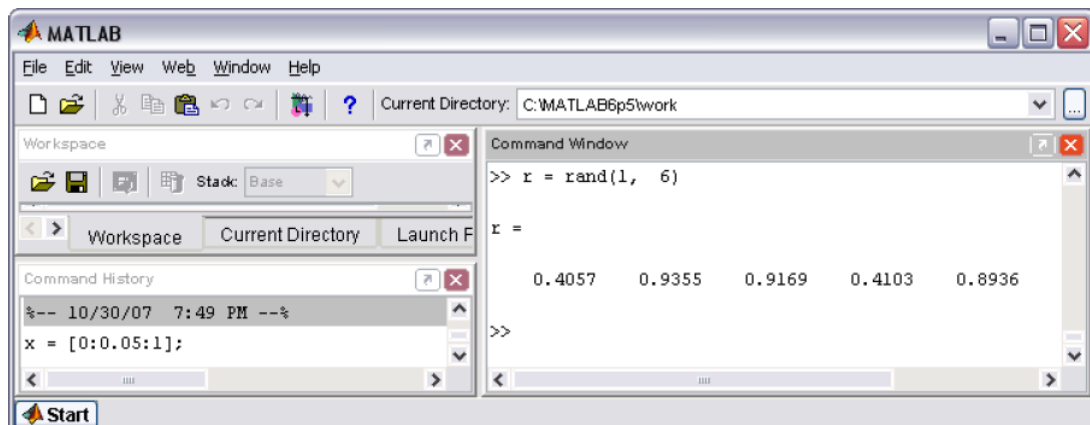 MATLAB
File Edit View Web Window Help
? Current Directory: C:\MATLAB6p5\work ...
Workspace
Stack: Base
Workspace Current Directory Launch F
Command History
%-- 10/30/07 7:49 PM --%
x = [0:0.05:1];
Command Window
>> r = rand(1, 6)
r =
0.4057 0.9355 0.9169 0.4103 0.8936
>>
Start